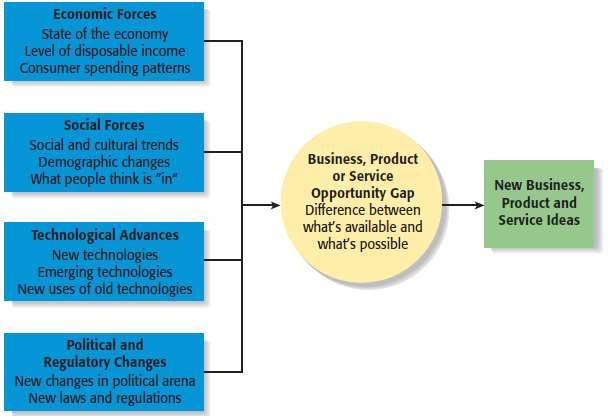 Economic Forces
State of the economy
Level of disposable income
Consumer spending patterns
Social Forces
Social and cultural trends
Demographic changes
What people think is "in"
Technological Advances
New technologies
Emerging technologies
New uses of old technologies
Political and
Regulatory Changes
New changes in political arena
New laws and regulations
Business, Product
or Service
Opportunity Gap
Difference between
what's available and
what's possible
New Business,
Product and
Service Ideas